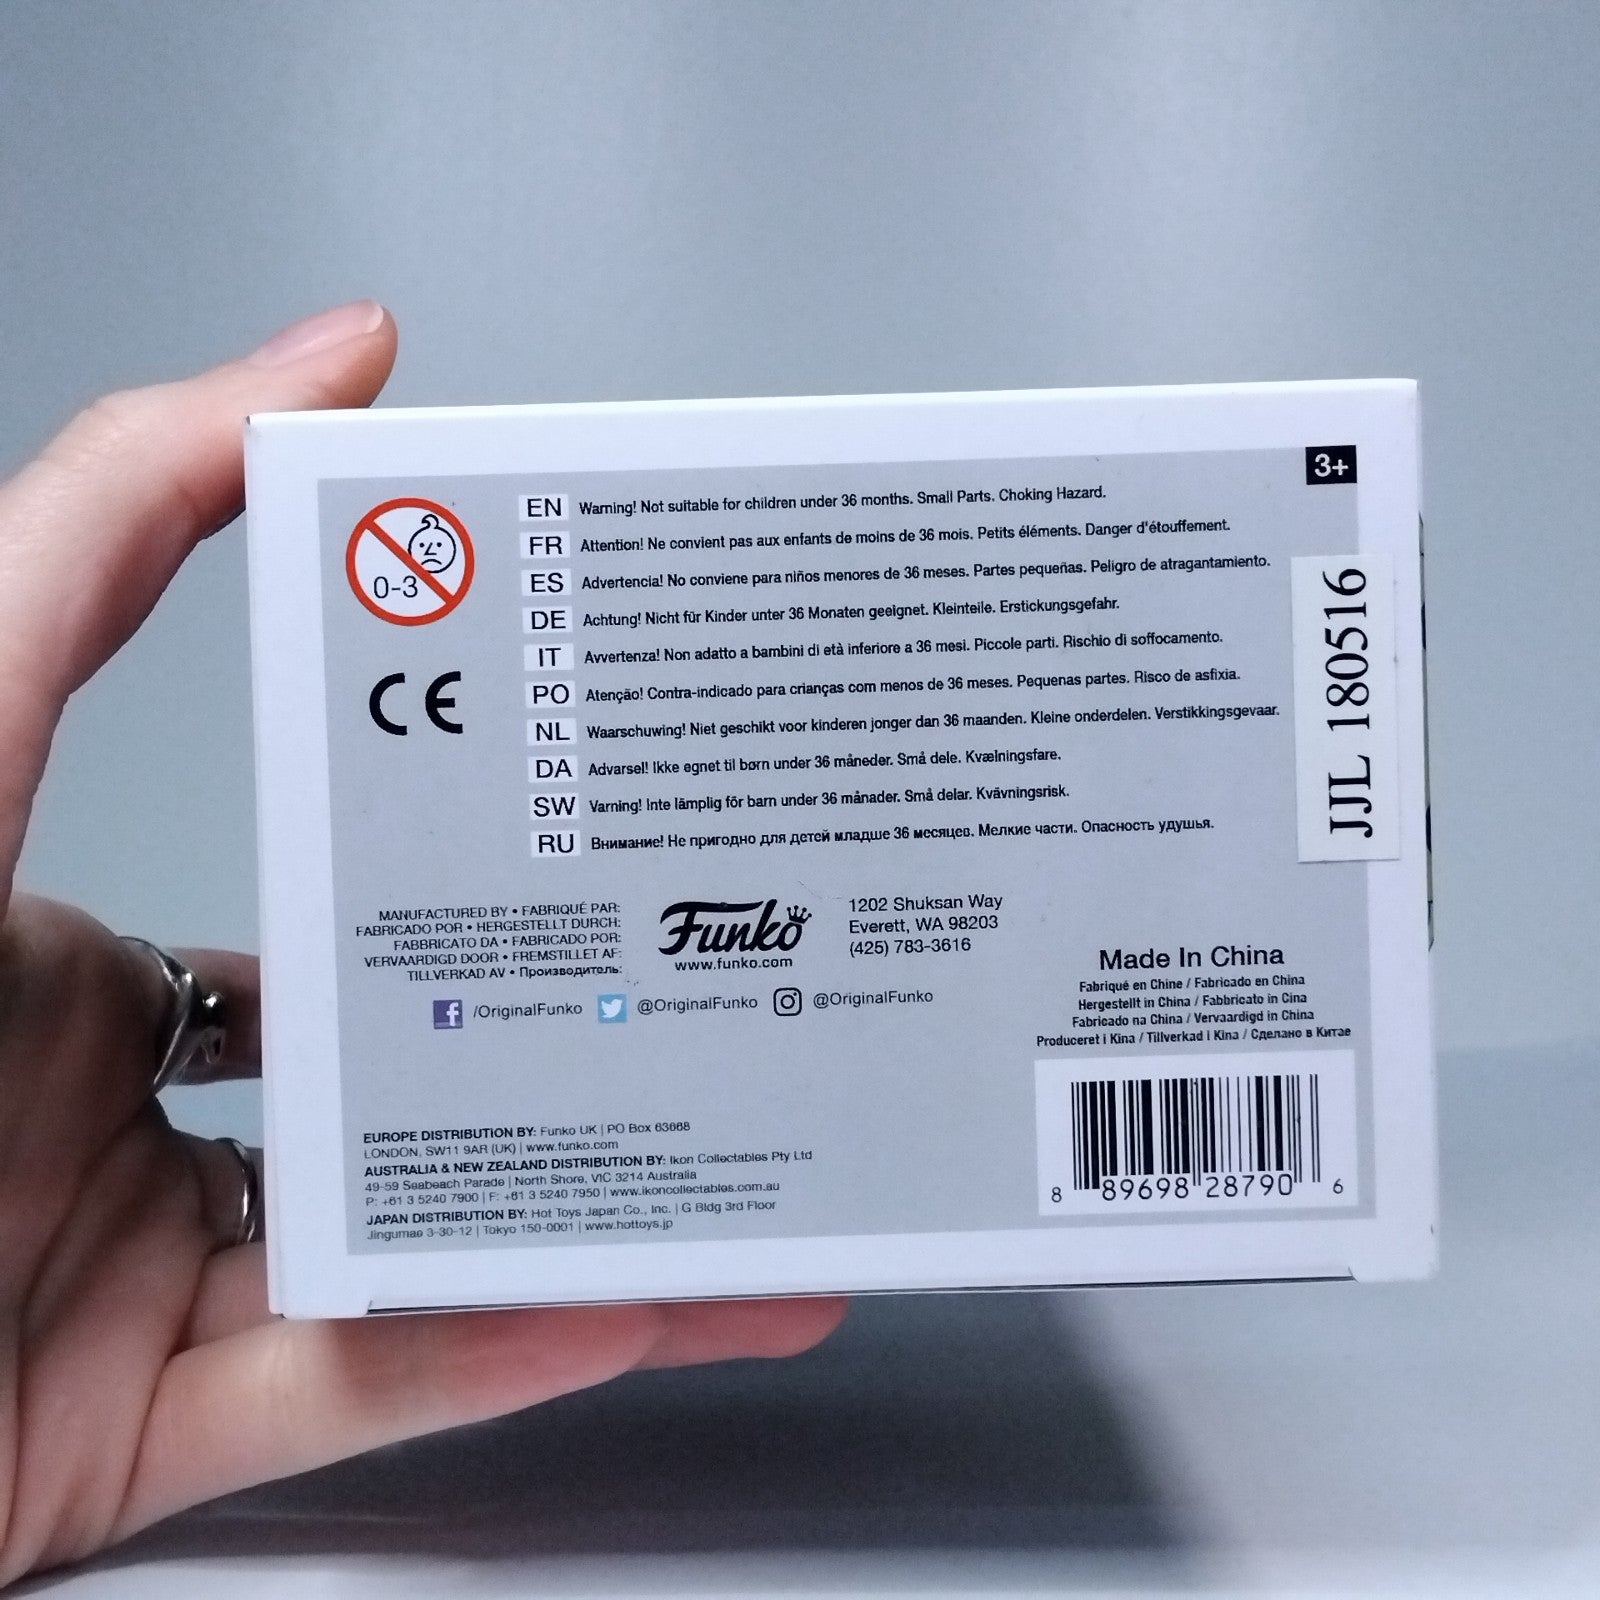 3+
0-3
EN Warning! Not suitable for children under 36 months. Small Parts. Choking Hazard.
FR Attention! Ne convient pas aux enfants de moins de 36 mois. Petits éléments. Danger d'étouffement.
ES Advertencia! No conviene para niños menores de 36 meses. Partes pequeñas. Peligro de atragantamiento.
DE Achtung! Nicht für Kinder unter 36 Monaten geeignet. Kleinteile. Erstickungsgefahr.
IT Avvertenza! Non adatto a bambini di età inferiore a 36 mesi. Piccole parti. Rischio di soffocamento.
PO Atenção! Contra-indicado para crianças com menos de 36 meses. Pequenas partes. Risco de asfixia.
NL Waarschuwing! Niet geschikt voor kinderen jonger dan 36 maanden. Kleine onderdelen. Verstikkingsgevaar.
DA Advarsel! Ikke egnet til børn under 36 måneder. Små dele. Kvælningsfare.
SW Varning! Inte lämplig för barn under 36 månader. Små delar. Kvävningsrisk.
RU Внимание! Не пригодно для детей младше 36 месяцев. Мелкие части. Опасность удушья.
CE
JJL 180516
MANUFACTURED BY • FABRIQUÉ PAR:
FABRICADO POR • HERGESTELLT DURCH:
FABBRICATO DA • FABRICADO POR:
VERVAARDIGD DOOR • FREMSTILLET AF:
TILLVERKAD AV • Производитель:
Funko
www.funko.com
1202 Shuksan Way
Everett, WA 98203
(425) 783-3616
/OriginalFunko @OriginalFunko @OriginalFunko
Made In China
Fabriqué en Chine / Fabricado en China
Hergestellt in China / Fabbricato in Cina
Fabricado na China / Vervaardigd in China
Produceret i Kina / Tillverkad i Kina / Сделано в Китае
EUROPE DISTRIBUTION BY: Funko UK | PO Box 63668
LONDON, SW11 9AR (UK) | www.funko.com
AUSTRALIA & NEW ZEALAND DISTRIBUTION BY: Ikon Collectables Pty Ltd
49-59 Seabeach Parade | North Shore, VIC 3214 Australia
P: +61 3 5240 7900 | F: +61 3 5240 7950 | www.ikoncollectables.com.au
JAPAN DISTRIBUTION BY: Hot Toys Japan Co., Inc. | G Bldg 3rd Floor
Jingumae 3-30-12 | Tokyo 150-0001 | www.hottoys.jp
8 89698 28790 6